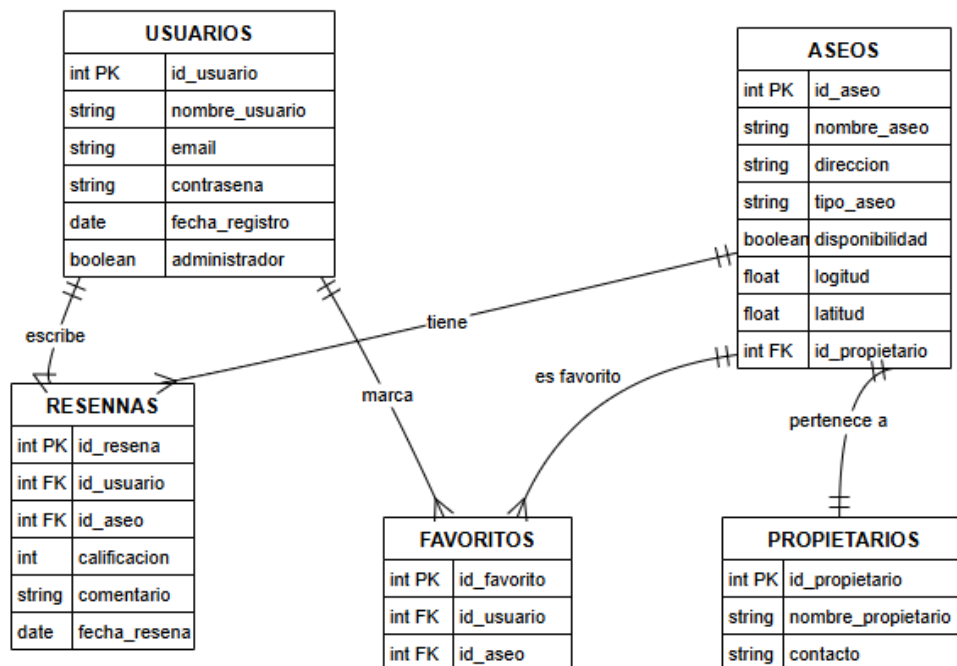 USUARIOS
int PK id_usuario
string nombre_usuario
string email
string contrasena
date fecha_registro
boolean administrador
ASEOS
int PK id_aseo
string nombre_aseo
string direccion
string tipo_aseo
boolean disponibilidad
float logitud
float latitud
int FK id_propietario
escribe
tiene
marca
es favorito
pertenece a
RESENNAS
int PK id_resena
int FK id_usuario
int FK id_aseo
int calificacion
string comentario
date fecha_resena
FAVORITOS
int PK id_favorito
int FK id_usuario
int FK id_aseo
PROPIETARIOS
int PK id_propietario
string nombre_propietario
string contacto